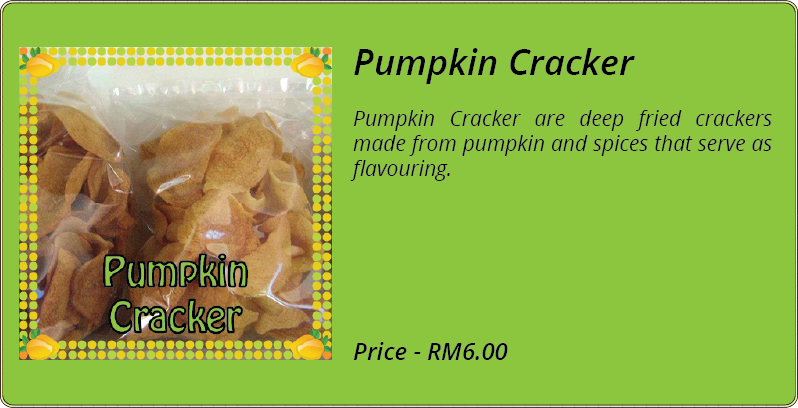 Pumpkin Cracker
Pumpkin Cracker are deep fried crackers
made from pumpkin and spices that serve as
flavouring.
Pumpkin
Cracker
Price - RM6.00